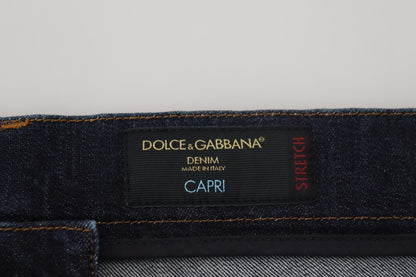 DOLCE & GABBANA®
DENIM
MADE IN ITALY
CAPRI
STRETCH